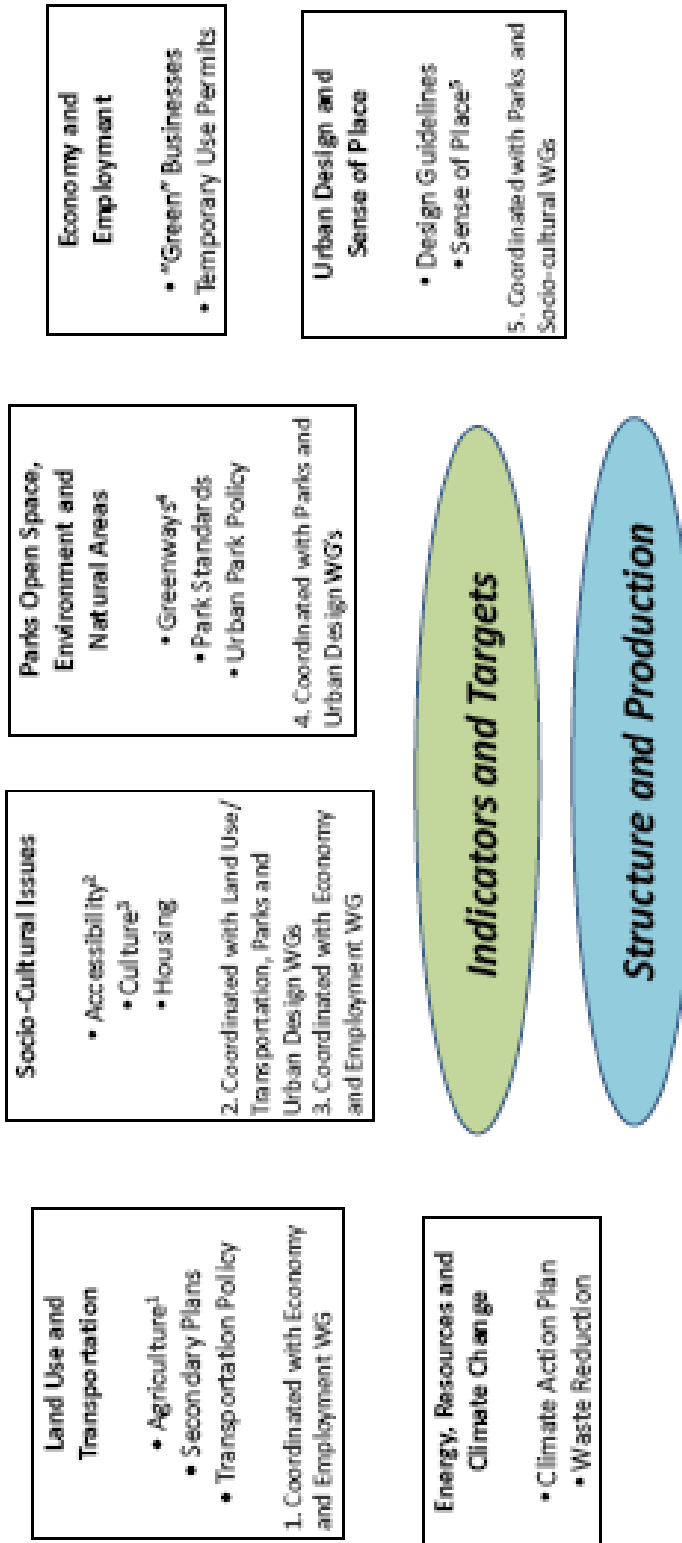 Land Use and
Transportation
• Agriculture¹
• Secondary Plans
• Transportation Policy
1. Coordinated with Economy
and Employment WG
Socio-Cultural Issues
• Accessibility²
• Culture³
• Housing
2. Coordinated with Land Use/
Transportation, Parks and
Urban Design WGs
3. Coordinated with Economy
and Employment WG
Parks Open Space,
Environment and
Natural Areas
• Greenways⁴
• Park Standards
• Urban Park Policy
4. Coordinated with Parks and
Urban Design WG's
Economy and
Employment
• "Green" Businesses
• Temporary Use Permits
Energy, Resources and
Climate Change
• Climate Action Plan
• Waste Reduction
Indicators and Targets
Structure and Production
Urban Design and
Sense of Place
• Design Guidelines
• Sense of Place⁵
5. Coordinated with Parks and
Socio-cultural WGs